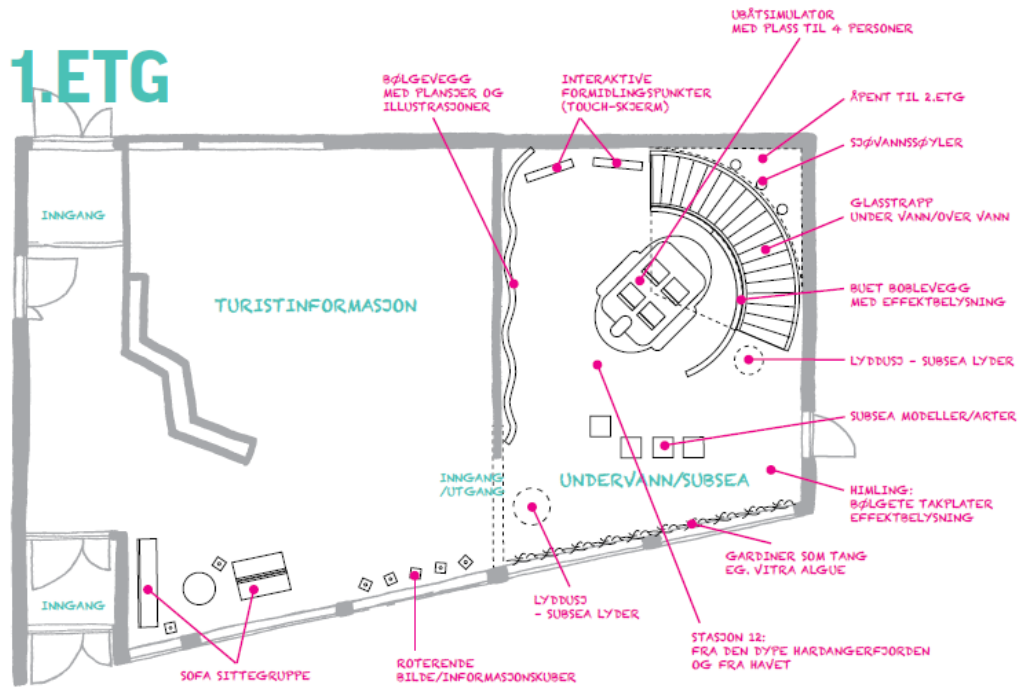 1.ETG
UBÅTSIMULATOR
MED PLASS TIL 4 PERSONER
BØLGEVEGG
MED PLANSJER OG
ILLUSTRASJONER
INTERAKTIVE
FORMIDLINGSPUNKTER
(TOUCH-SKJERM)
ÅPENT TIL 2.ETG
SJØVANNSSØYLER
GLASSTRAPP
UNDER VANN/OVER VANN
INNGANG
TURISTINFORMASJON
BUET BOBLEVEGG
MED EFFEKTBELYSNING
LYDDUSJ - SUBSEA LYDER
SUBSEA MODELLER/ARTER
INNGANG
/UTGANG
UNDERVANN/SUBSEA
HIMLING:
BØLGETE TAKPLATER
EFFEKTBELYSNING
GARDINER SOM TANG
EG. VITRA ALGUE
INNGANG
LYDDUSJ
- SUBSEA LYDER
STASJON 12:
FRA DEN DYPE HARDANGERFJORDEN
OG FRA HAVET
SOFA SITTEGRUPPE
ROTERENDE
BILDE/INFORMASJONSKUBER